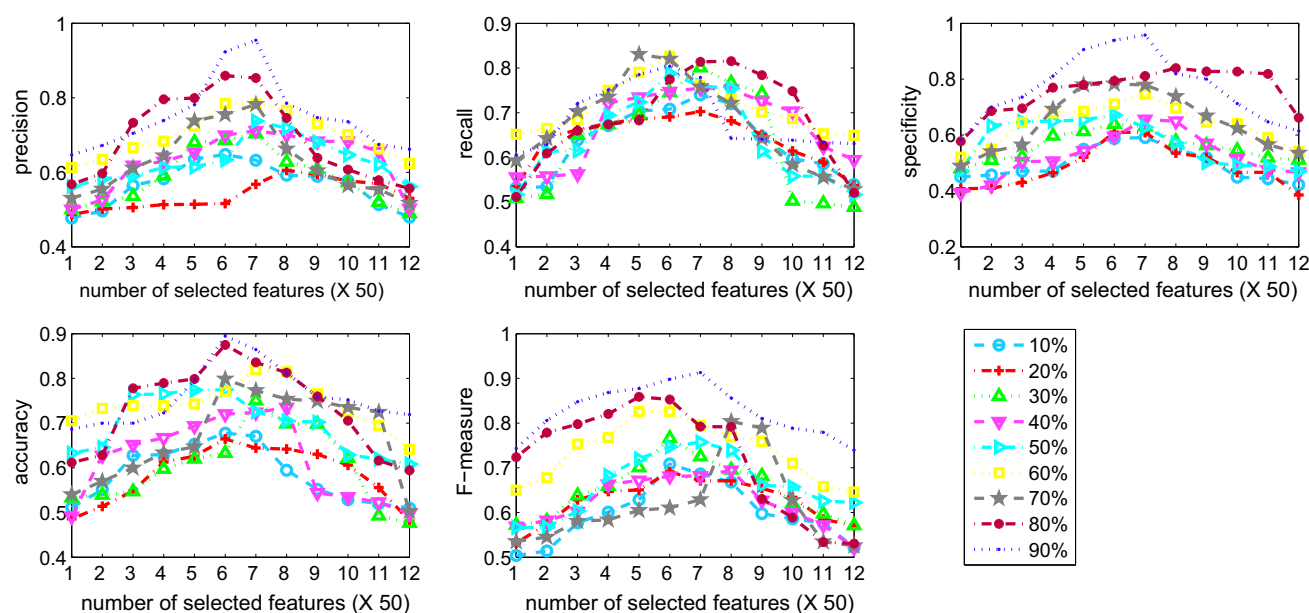 1
0.8
0.6
0.4
precision
1 2 3 4 5 6 7 8 9 10 11 12
number of selected features (X 50)
0.9
0.8
0.7
0.6
0.5
0.4
recall
1 2 3 4 5 6 7 8 9 10 11 12
number of selected features (X 50)
1
0.8
0.6
0.4
0.2
specificity
1 2 3 4 5 6 7 8 9 10 11 12
number of selected features (X 50)
0.9
0.8
0.7
0.6
0.5
0.4
accuracy
1 2 3 4 5 6 7 8 9 10 11 12
number of selected features (X 50)
1
0.9
0.8
0.7
0.6
0.5
F-measure
1 2 3 4 5 6 7 8 9 10 11 12
number of selected features (X 50)
10%
20%
30%
40%
50%
60%
70%
80%
90%